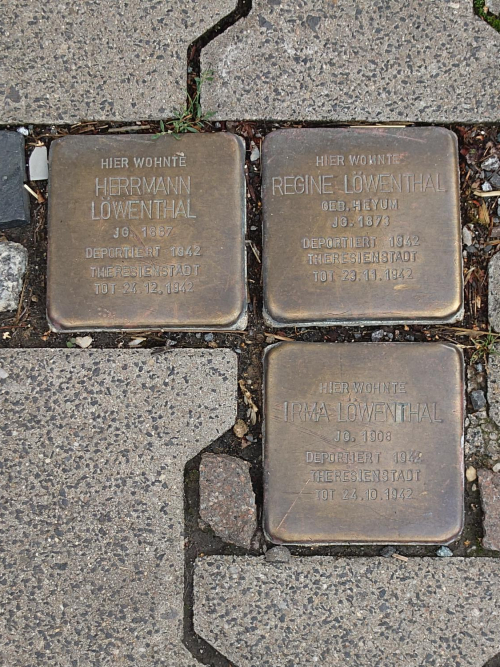 HIER WOHNTE
HERRMANN
LÖWENTHAL
JG. 1867
DEPORTIERT 1942
THERESIENSTADT
TOT 24.12.1942
HIER WOHNTE
REGINE LÖWENTHAL
GEB. HEYUM
JG. 1873
DEPORTIERT 1942
THERESIENSTADT
TOT 23.11.1942
HIER WOHNTE
IRMA LÖWENTHAL
JG. 1908
DEPORTIERT 1942
THERESIENSTADT
TOT 24.10.1942